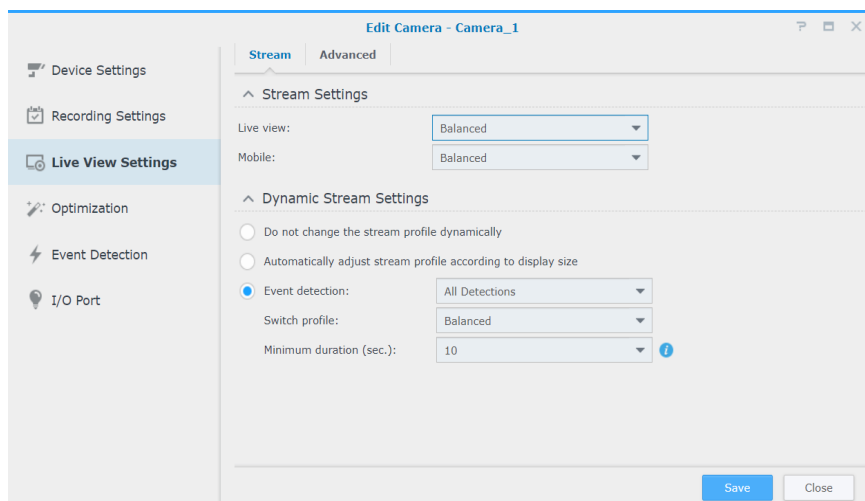 Edit Camera - Camera_1
Device Settings
Recording Settings
Live View Settings
Optimization
Event Detection
I/O Port
Stream Advanced
Stream Settings
Live view: Balanced
Mobile: Balanced
Dynamic Stream Settings
Do not change the stream profile dynamically
Automatically adjust stream profile according to display size
Event detection: All Detections
Switch profile: Balanced
Minimum duration (sec.): 10
Save Close